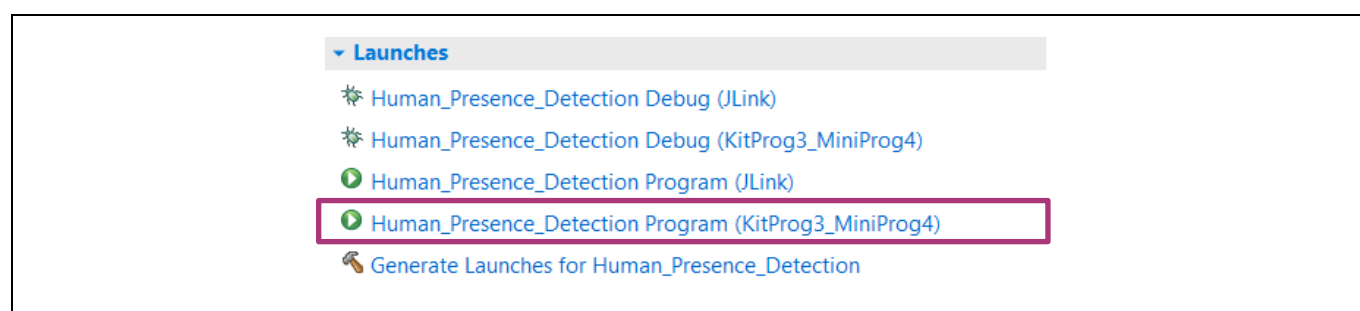 Launches
Human_Presence_Detection Debug (JLink)
Human_Presence_Detection Debug (KitProg3_MiniProg4)
Human_Presence_Detection Program (JLink)
Human_Presence_Detection Program (KitProg3_MiniProg4)
Generate Launches for Human_Presence_Detection